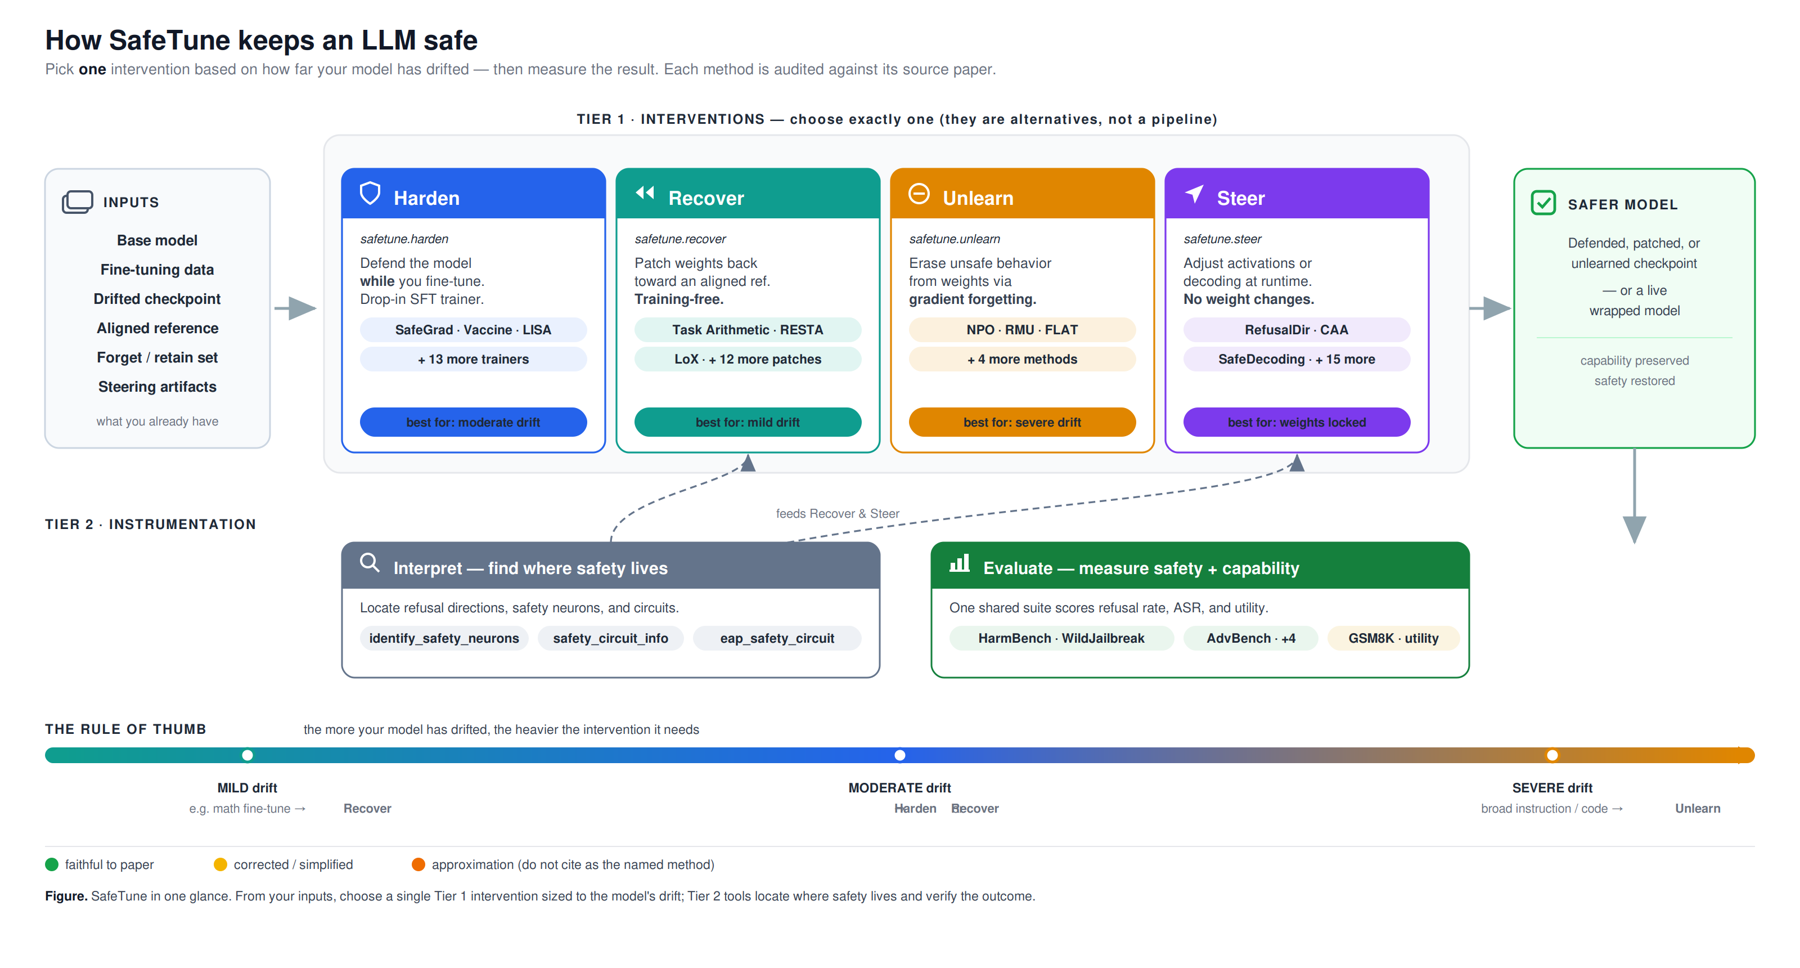 How SafeTune keeps an LLM safe
Pick one intervention based on how far your model has drifted — then measure the result. Each method is audited against its source paper.
TIER 1 · INTERVENTIONS — choose exactly one (they are alternatives, not a pipeline)
INPUTS
Base model
Fine-tuning data
Drifted checkpoint
Aligned reference
Forget / retain set
Steering artifacts
what you already have
Harden
safetune.harden
Defend the model
while you fine-tune.
Drop-in SFT trainer.
SafeGrad · Vaccine · LISA
+ 13 more trainers
best for: moderate drift
Recover
safetune.recover
Patch weights back
toward an aligned ref.
Training-free.
Task Arithmetic · RESTA
LoX · + 12 more patches
best for: mild drift
Unlearn
safetune.unlearn
Erase unsafe behavior
from weights via
gradient forgetting.
NPO · RMU · FLAT
+ 4 more methods
best for: severe drift
Steer
safetune.steer
Adjust activations or
decoding at runtime.
No weight changes.
RefusalDir · CAA
SafeDecoding · + 15 more
best for: weights locked
SAFER MODEL
Defended, patched, or
unlearned checkpoint
— or a live
wrapped model
capability preserved
safety restored
TIER 2 · INSTRUMENTATION
feeds Recover & Steer
Interpret — find where safety lives
Locate refusal directions, safety neurons, and circuits.
identify_safety_neurons
safety_circuit_info
eap_safety_circuit
Evaluate — measure safety + capability
One shared suite scores refusal rate, ASR, and utility.
HarmBench · WildJailbreak
AdvBench · +4
GSM8K · utility
THE RULE OF THUMB
the more your model has drifted, the heavier the intervention it needs
MILD drift
e.g. math fine-tune → Recover
MODERATE drift
Harden Recover
SEVERE drift
broad instruction / code → Unlearn
faithful to paper
corrected / simplified
approximation (do not cite as the named method)
Figure. SafeTune in one glance. From your inputs, choose a single Tier 1 intervention sized to the model's drift; Tier 2 tools locate where safety lives and verify the outcome.